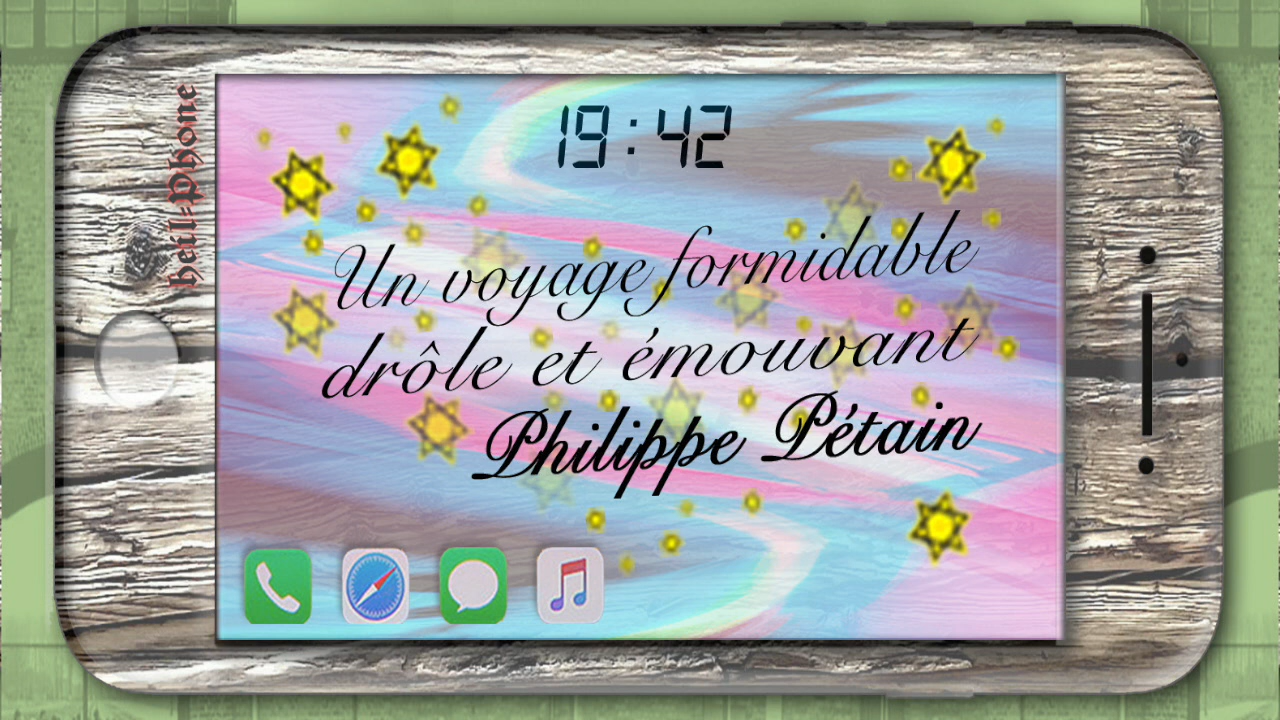 heil-Phone
19:42
Un voyage formidable
drôle et émouvant
Philippe Pétain